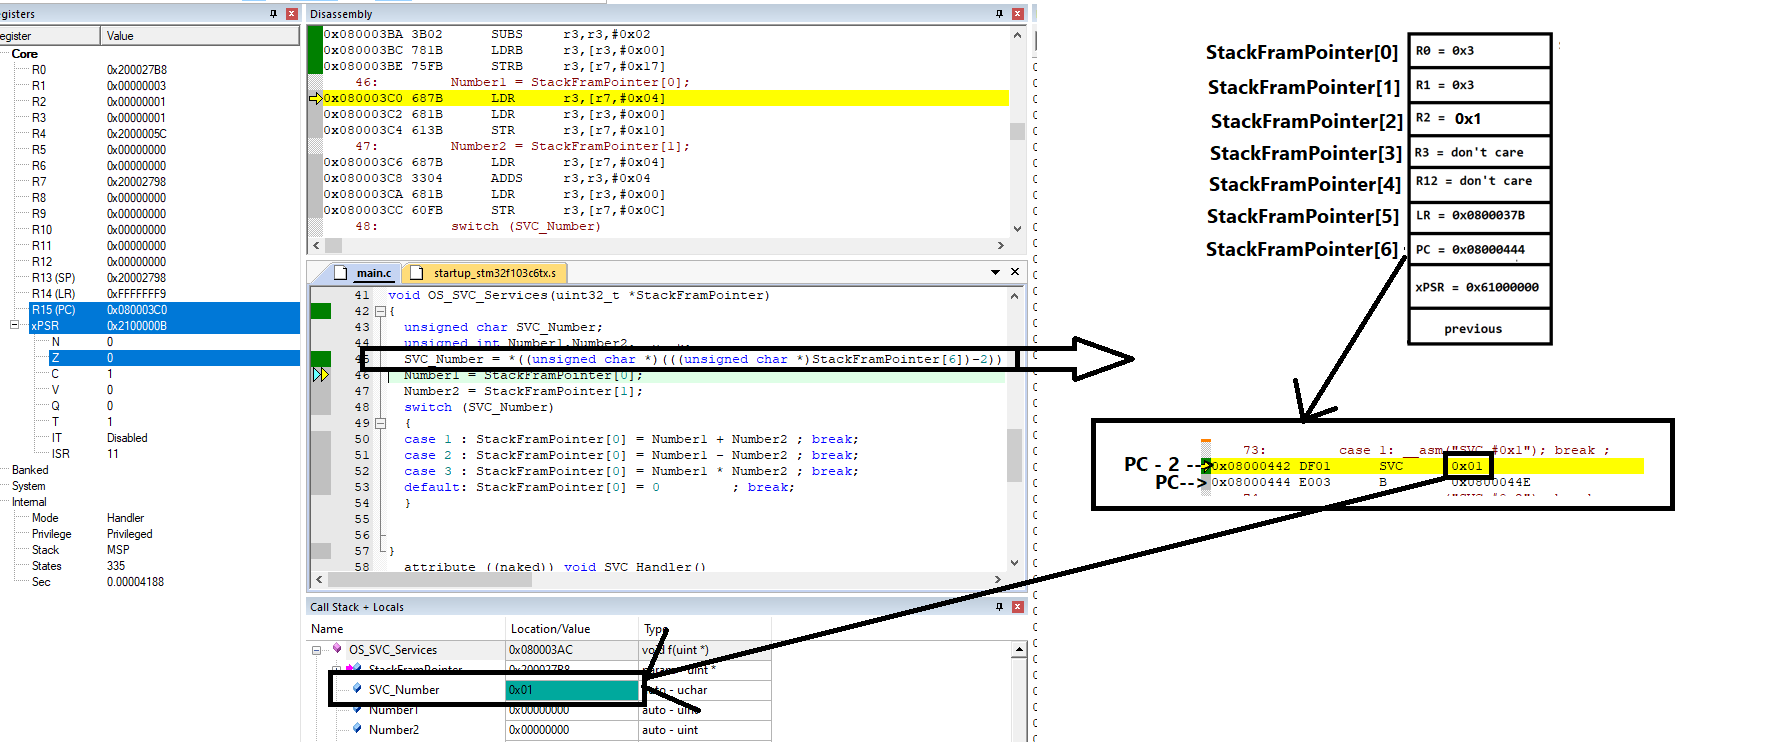 egisters
egister Value
Core
R0 0x200027B8
R1 0x00000003
R2 0x00000001
R3 0x00000001
R4 0x2000005C
R5 0x00000000
R6 0x00000000
R7 0x20002798
R8 0x00000000
R9 0x00000000
R10 0x00000000
R11 0x00000000
R12 0x00000000
R13 (SP) 0x20002798
R14 (LR) 0xFFFFFFF9
R15 (PC) 0x080003C0
xPSR 0x2100000B
N 0
Z 0
C 1
V 0
Q 0
T 1
IT Disabled
ISR 11
Banked
System
Internal
Mode Handler
Privilege Privileged
Stack MSP
States 335
Sec 0.00004188
Disassembly
0x080003BA 3B02 SUBS r3,r3,#0x02
0x080003BC 781B LDRB r3,[r3,#0x00]
0x080003BE 75FB STRB r3,[r7,#0x17]
46: Number1 = StackFramPointer[0];
0x080003C0 687B LDR r3,[r7,#0x04]
0x080003C2 681B LDR r3,[r3,#0x00]
0x080003C4 613B STR r3,[r7,#0x10]
47: Number2 = StackFramPointer[1];
0x080003C6 687B LDR r3,[r7,#0x04]
0x080003C8 3304 ADDS r3,r3,#0x04
0x080003CA 681B LDR r3,[r3,#0x00]
0x080003CC 60FB STR r3,[r7,#0x0C]
48: switch (SVC_Number)
main.c startup_stm32f103c6tx.s
41 void OS_SVC_Services(uint32_t *StackFramPointer)
42 {
43 unsigned char SVC_Number;
44 unsigned int Number1,Number2;
45 SVC_Number = *((unsigned char *)(((unsigned char *)StackFramPointer[6])-2))
46 Number1 = StackFramPointer[0];
47 Number2 = StackFramPointer[1];
48 switch (SVC_Number)
49 {
50 case 1 : StackFramPointer[0] = Number1 + Number2 ; break;
51 case 2 : StackFramPointer[0] = Number1 - Number2 ; break;
52 case 3 : StackFramPointer[0] = Number1 * Number2 ; break;
53 default: StackFramPointer[0] = 0 ; break;
54 }
55
56
57 }
58 attribute ((naked)) void SVC Handler()
Call Stack + Locals
Name Location/Value Type
OS_SVC_Services 0x080003AC void f(uint *)
StackFramPointer 0x200027B8 param - uint *
SVC_Number 0x01 auto - uchar
Number1 0x00000000 auto - uint
Number2 0x00000000 auto - uint
StackFramPointer[0] R0 = 0x3
StackFramPointer[1] R1 = 0x3
StackFramPointer[2] R2 = 0x1
StackFramPointer[3] R3 = don't care
StackFramPointer[4] R12 = don't care
StackFramPointer[5] LR = 0x0800037B
StackFramPointer[6] PC = 0x08000444
xPSR = 0x61000000
previous
73: case 1: __asm("SVC #0x1"); break ;
PC - 2 --> 0x08000442 DF01 SVC 0x01
PC--> 0x08000444 E003 B 0x0800044E